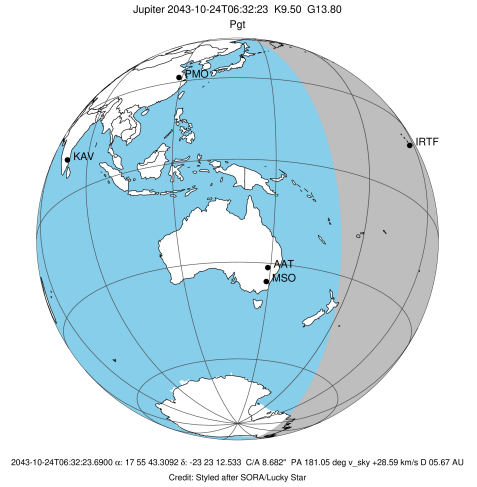 Jupiter 2043-10-24T06:32:23 K9.50 G13.80
Pgt
PMO
IRTF
KAV
AAT
MSO
2043-10-24T06:32:23.6900 α: 17 55 43.3092 δ: -23 23 12.533 C/A 8.682" PA 181.05 deg v_sky +28.59 km/s D 05.67 AU
Credit: Styled after SORA/Lucky Star